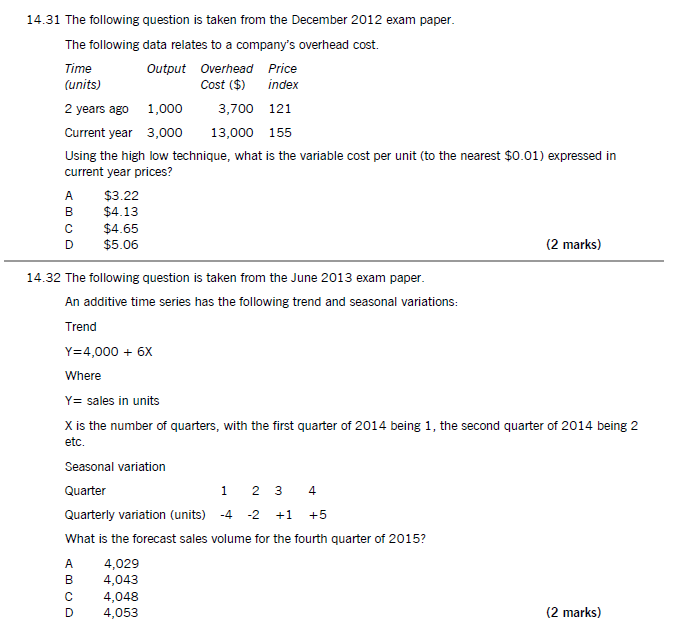 14.31 The following question is taken from the December 2012 exam paper.
The following data relates to a company's overhead cost.
Time Output Overhead Price
(units) Cost ($) index
2 years ago 1,000 3,700 121
Current year 3,000 13,000 155
Using the high low technique, what is the variable cost per unit (to the nearest $0.01) expressed in
current year prices?
A $3.22
B $4.13
C $4.65
D $5.06 (2 marks)
14.32 The following question is taken from the June 2013 exam paper.
An additive time series has the following trend and seasonal variations:
Trend
Y=4,000 + 6X
Where
Y= sales in units
X is the number of quarters, with the first quarter of 2014 being 1, the second quarter of 2014 being 2
etc.
Seasonal variation
Quarter 1 2 3 4
Quarterly variation (units) -4 -2 +1 +5
What is the forecast sales volume for the fourth quarter of 2015?
A 4,029
B 4,043
C 4,048
D 4,053 (2 marks)